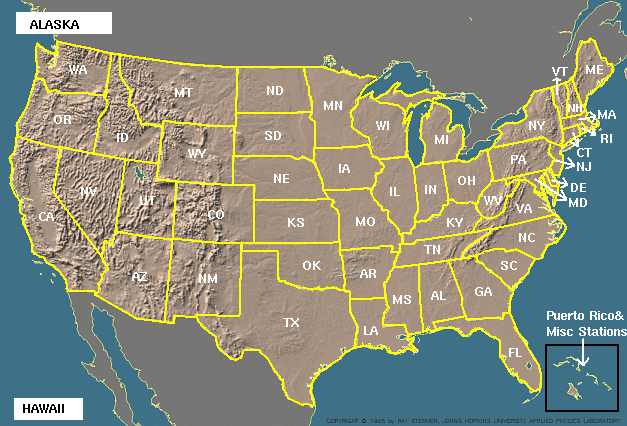 ALASKA
WA
MT
ND
MN
VT
ME
NH
MA
RI
CT
NJ
OR
ID
SD
WI
MI
NY
WY
IA
PA
NE
IL
IN
OH
DE
MD
NV
UT
CO
CA
KS
MO
WV
VA
KY
NC
TN
AZ
NM
OK
AR
SC
MS
AL
GA
TX
LA
FL
Puerto Rico&
Misc Stations
HAWAII
COPYRIGHT © 1995 by RAY STERNER, JOHNS HOPKINS UNIVERSITY APPLIED PHYSICS LABORATORY